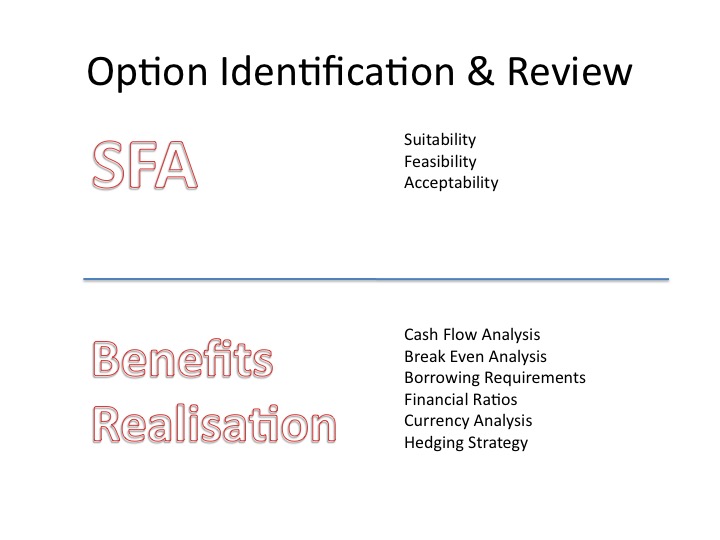 Option Identification & Review
SFA
Suitability
Feasibility
Acceptability
Benefits
Realisation
Cash Flow Analysis
Break Even Analysis
Borrowing Requirements
Financial Ratios
Currency Analysis
Hedging Strategy